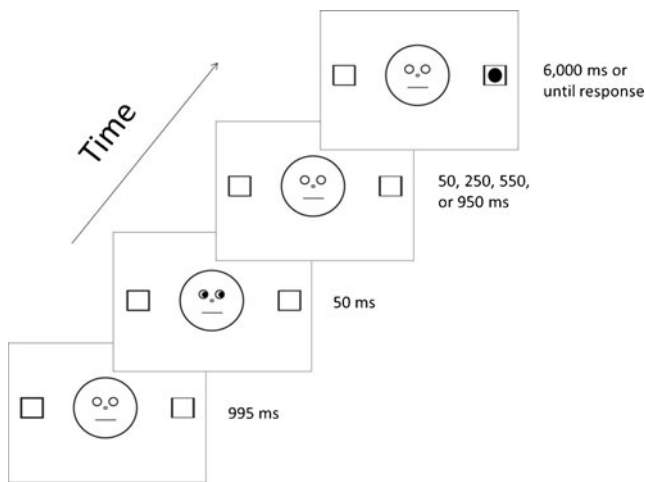 6,000 ms or
until response
Time
50, 250, 550,
or 950 ms
50 ms
995 ms